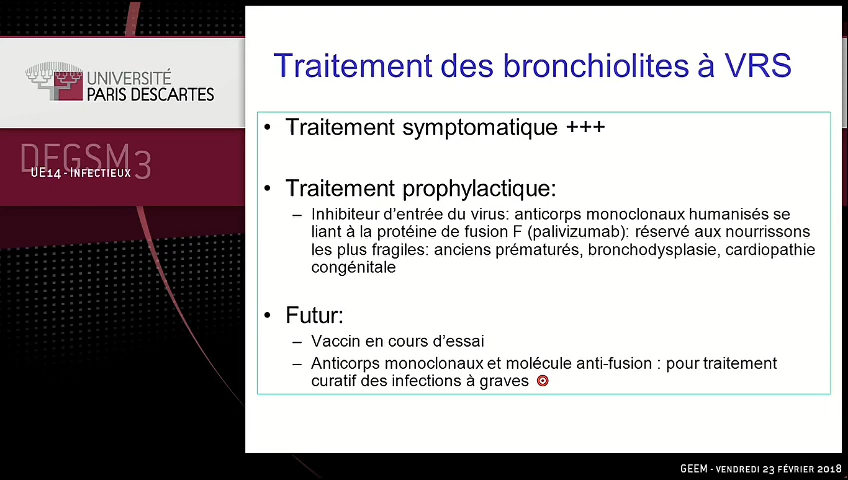 Traitement des bronchiolites à VRS
UNIVERSITÉ
PARIS DESCARTES
DFGSM3
UE14 - Infectieux
• Traitement symptomatique +++
• Traitement prophylactique:
– Inhibiteur d'entrée du virus: anticorps monoclonaux humanisés se
liant à la protéine de fusion F (palivizumab): réservé aux nourrissons
les plus fragiles: anciens prématurés, bronchodysplasie, cardiopathie
congénitale
• Futur:
– Vaccin en cours d'essai
– Anticorps monoclonaux et molécule anti-fusion : pour traitement
curatif des infections à graves
GEEM - VENDREDI 23 FÉVRIER 2018